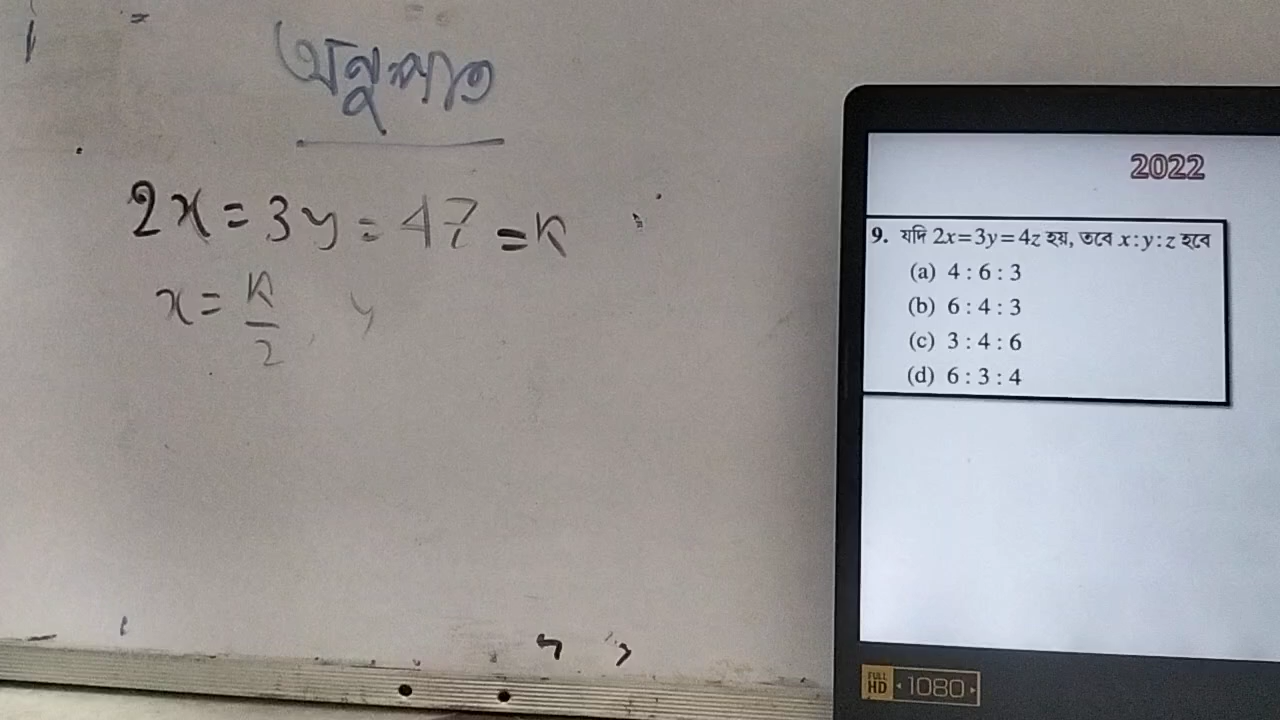 অনুপাত
2x = 3y = 4z = K
x = K/2, y
2022
9. যদি 2x=3y=4z হয়, তবে x:y:z হবে
(a) 4 : 6 : 3
(b) 6 : 4 : 3
(c) 3 : 4 : 6
(d) 6 : 3 : 4
FULL HD 1080